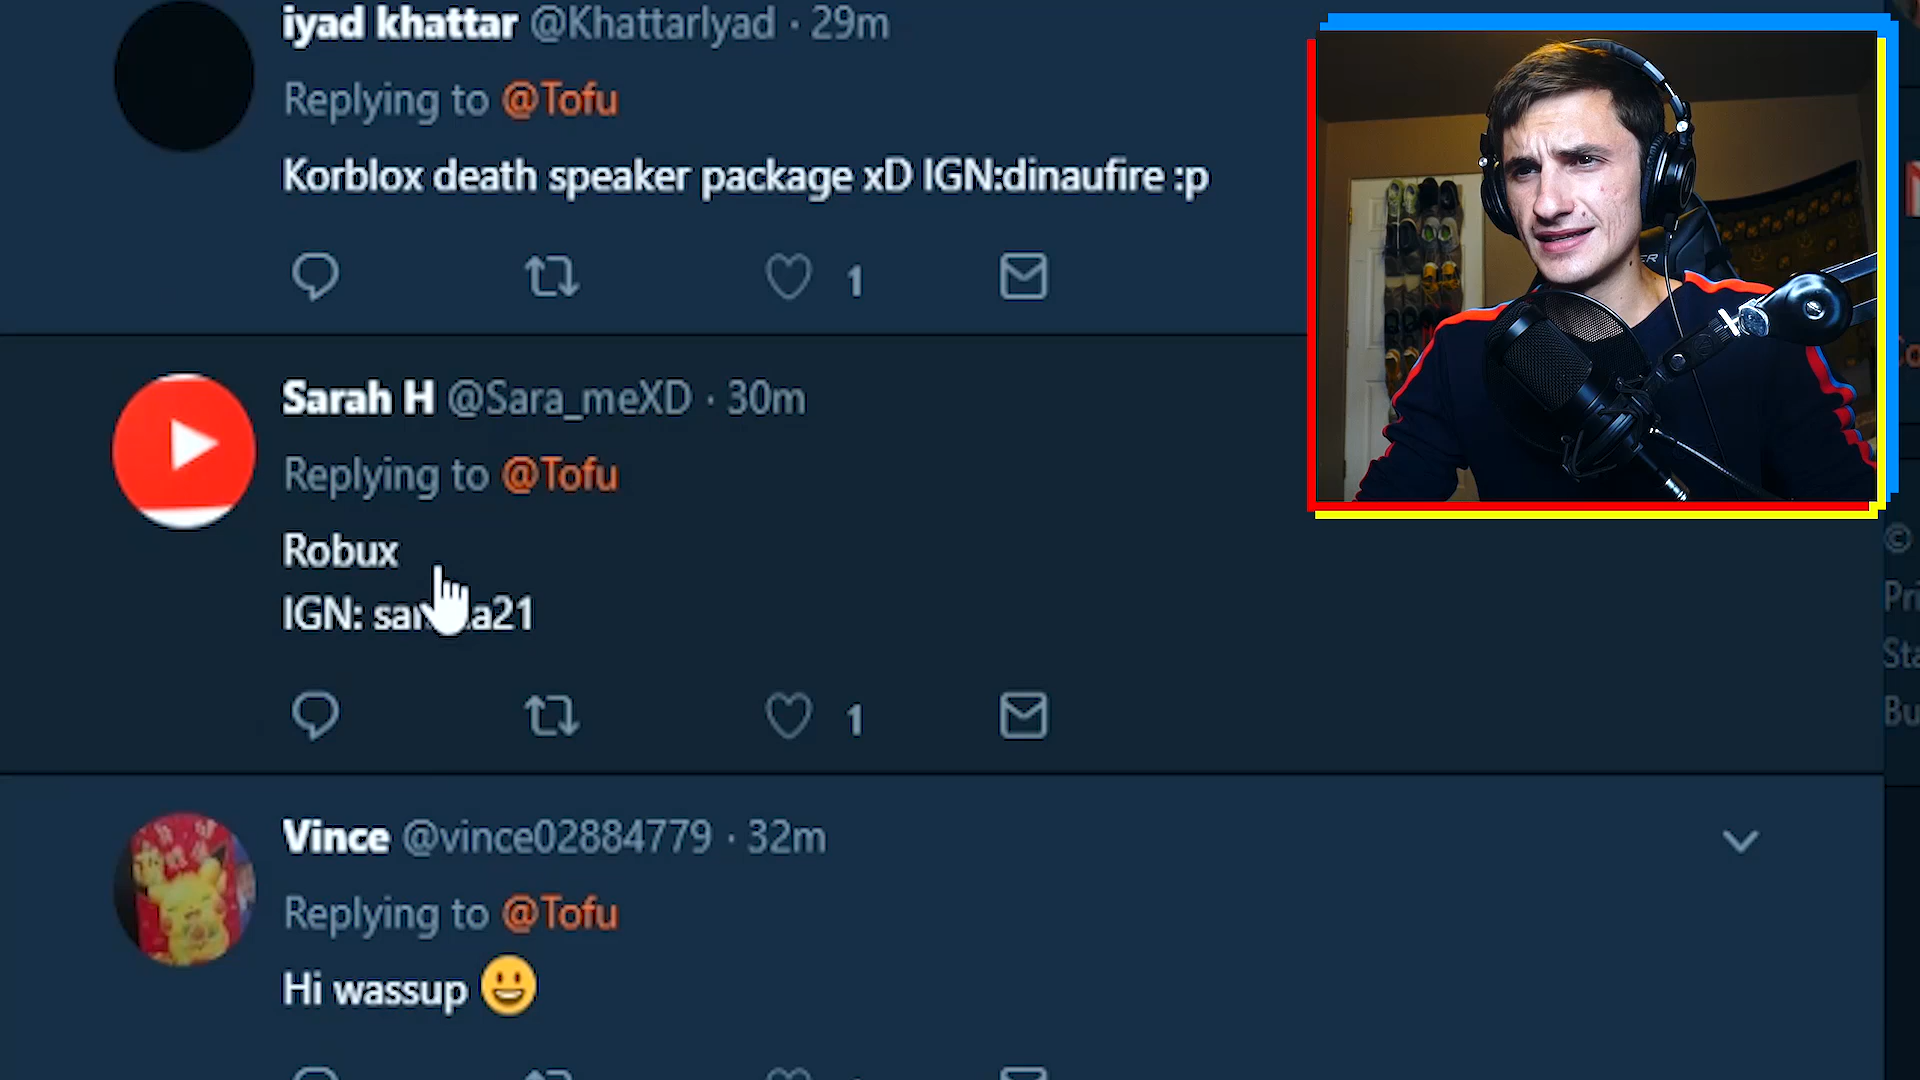 iyad khattar @KhattarIyad · 29m
Replying to @Tofu
Korblox death speaker package xD IGN:dinaufire :p
1
Sarah H @Sara_meXD · 30m
Replying to @Tofu
Robux
IGN:
1
Vince @vince02884779 · 32m
Replying to @Tofu
Hi wassup 😀
©